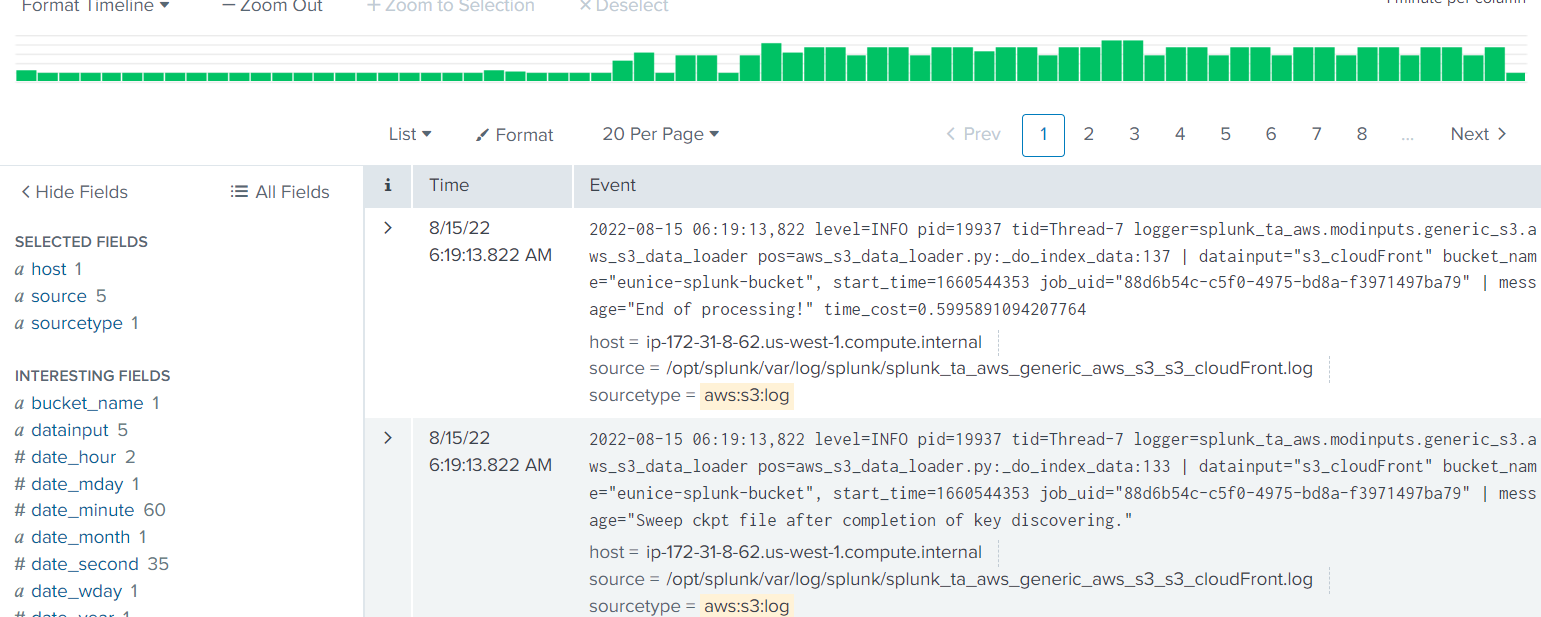 Format Timeline
— Zoom Out
+ Zoom to Selection
× Deselect
1 minute per column
List
Format
20 Per Page
< Prev
1
2
3
4
5
6
7
8
...
Next >
< Hide Fields
All Fields
SELECTED FIELDS
a host 1
a source 5
a sourcetype 1
INTERESTING FIELDS
a bucket_name 1
a datainput 5
# date_hour 2
# date_mday 1
# date_minute 60
a date_month 1
# date_second 35
a date_wday 1
# date_year 1
i
Time
Event
>
8/15/22
6:19:13.822 AM
2022-08-15 06:19:13,822 level=INFO pid=19937 tid=Thread-7 logger=splunk_ta_aws.modinputs.generic_s3.a
ws_s3_data_loader pos=aws_s3_data_loader.py:_do_index_data:137 | datainput="s3_cloudFront" bucket_nam
e="eunice-splunk-bucket", start_time=1660544353 job_uid="88d6b54c-c5f0-4975-bd8a-f3971497ba79" | mess
age="End of processing!" time_cost=0.5995891094207764
host = ip-172-31-8-62.us-west-1.compute.internal
source = /opt/splunk/var/log/splunk/splunk_ta_aws_generic_aws_s3_s3_cloudFront.log
sourcetype = aws:s3:log
>
8/15/22
6:19:13.822 AM
2022-08-15 06:19:13,822 level=INFO pid=19937 tid=Thread-7 logger=splunk_ta_aws.modinputs.generic_s3.a
ws_s3_data_loader pos=aws_s3_data_loader.py:_do_index_data:133 | datainput="s3_cloudFront" bucket_nam
e="eunice-splunk-bucket", start_time=1660544353 job_uid="88d6b54c-c5f0-4975-bd8a-f3971497ba79" | mess
age="Sweep ckpt file after completion of key discovering."
host = ip-172-31-8-62.us-west-1.compute.internal
source = /opt/splunk/var/log/splunk/splunk_ta_aws_generic_aws_s3_s3_cloudFront.log
sourcetype = aws:s3:log